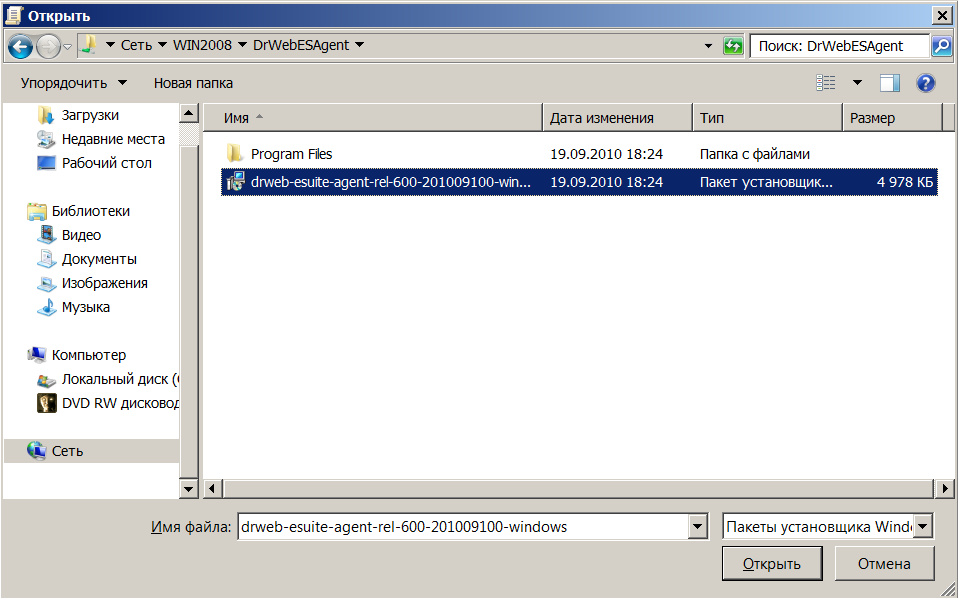 Открыть
Сеть WIN2008 DrWebESAgent
Поиск: DrWebESAgent
Упорядочить Новая папка
Загрузки
Недавние места
Рабочий стол
Библиотеки
Видео
Документы
Изображения
Музыка
Компьютер
Локальный диск (
DVD RW дисковод
Сеть
Имя Дата изменения Тип Размер
Program Files 19.09.2010 18:24 Папка с файлами
drweb-esuite-agent-rel-600-201009100-win... 19.09.2010 18:24 Пакет установщик... 4 978 КБ
Имя файла: drweb-esuite-agent-rel-600-201009100-windows Пакеты установщика Wind
Открыть Отмена